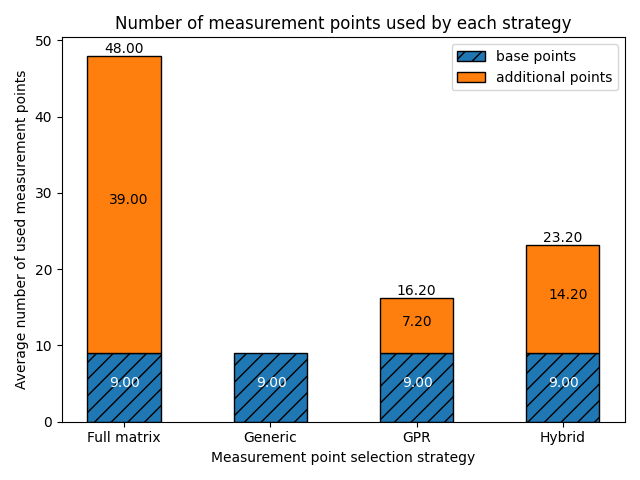 Number of measurement points used by each strategy
base points
additional points
Average number of used measurement points
50
40
30
20
10
0
48.00
39.00
9.00
9.00
16.20
7.20
9.00
23.20
14.20
9.00
Full matrix
Generic
GPR
Hybrid
Measurement point selection strategy